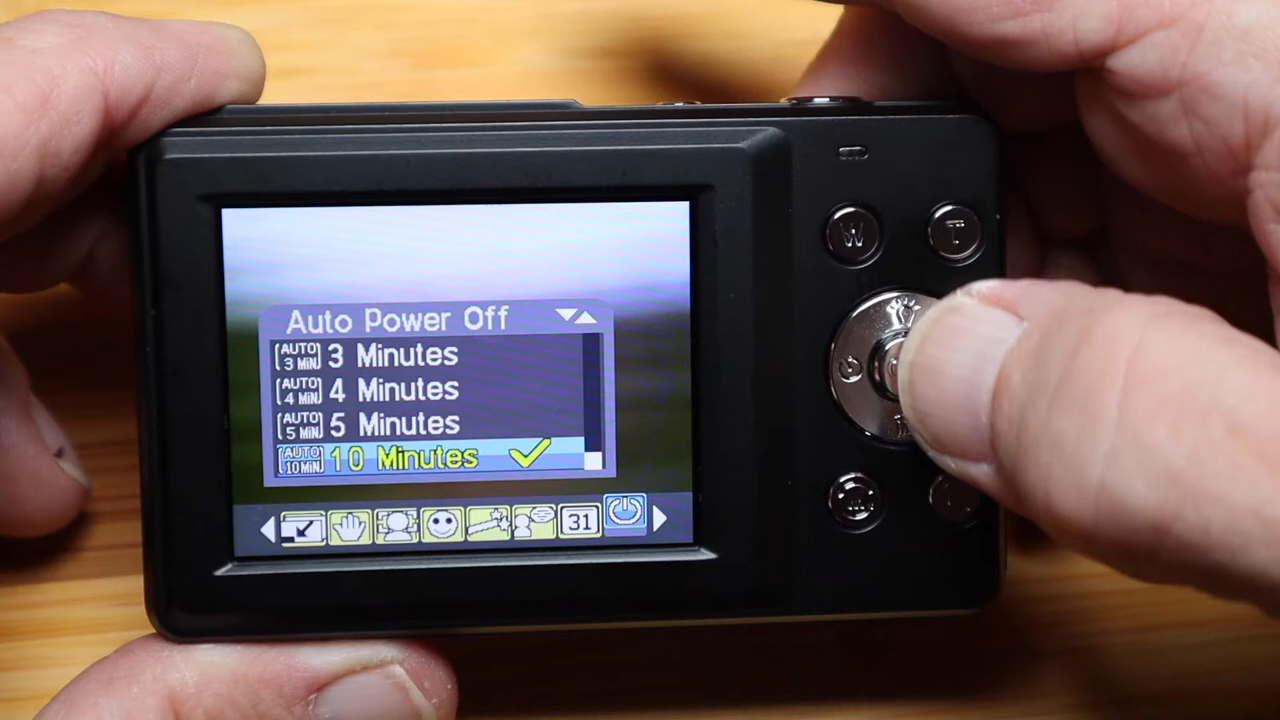 W
T
Auto Power Off
AUTO 3 MIN 3 Minutes
AUTO 4 MIN 4 Minutes
AUTO 5 MIN 5 Minutes
AUTO 10 MIN 10 Minutes
31